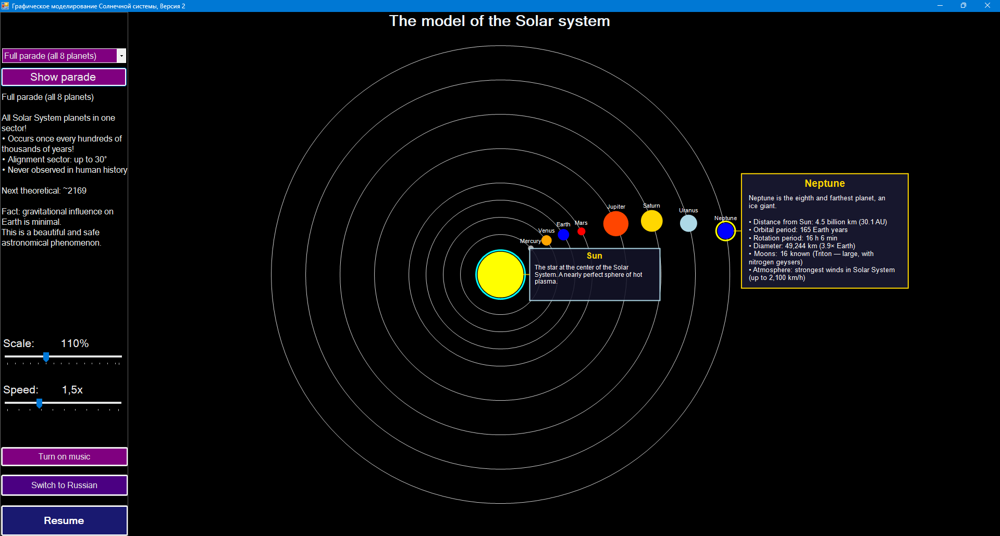 Графическое моделирование Солнечной системы, Версия 2
The model of the Solar system
Full parade (all 8 planets)
Show parade
Full parade (all 8 planets)
All Solar System planets in one
sector!
• Occurs once every hundreds of
thousands of years!
• Alignment sector: up to 30°
• Never observed in human history
Next theoretical: ~2169
Fact: gravitational influence on
Earth is minimal.
This is a beautiful and safe
astronomical phenomenon.
Scale: 110%
Speed: 1,5x
Turn on music
Switch to Russian
Resume
Mercury
Venus
Earth
Mars
Jupiter
Saturn
Uranus
Neptune
Sun
The star at the center of the Solar
System. A nearly perfect sphere of hot
plasma.
Neptune
Neptune is the eighth and farthest planet, an
ice giant.
• Distance from Sun: 4.5 billion km (30.1 AU)
• Orbital period: 165 Earth years
• Rotation period: 16 h 6 min
• Diameter: 49,244 km (3.9× Earth)
• Moons: 16 known (Triton — large, with
nitrogen geysers)
• Atmosphere: strongest winds in Solar System
(up to 2,100 km/h)